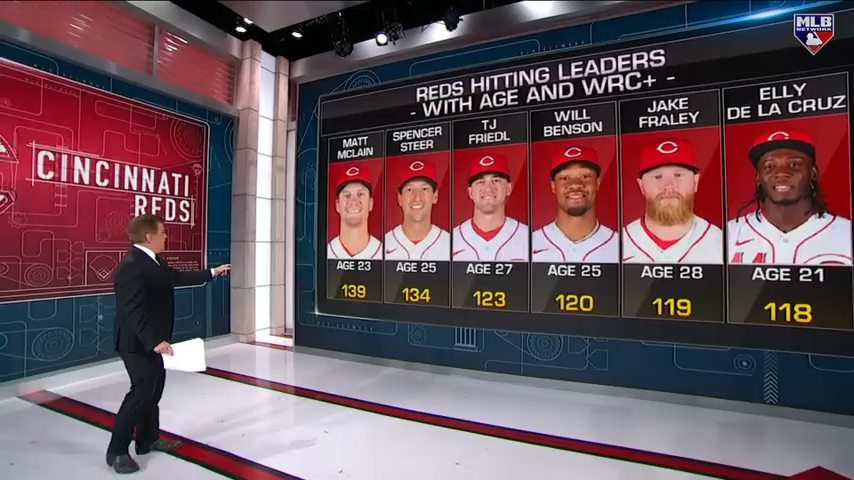 MLB
NETWORK
REDS HITTING LEADERS
- WITH AGE AND WRC+ -
CINCINNATI
REDS
MATT
MCLAIN
AGE 23
139
SPENCER
STEER
AGE 25
134
TJ
FRIEDL
AGE 27
123
WILL
BENSON
AGE 25
120
JAKE
FRALEY
AGE 28
119
ELLY
DE LA CRUZ
AGE 21
118